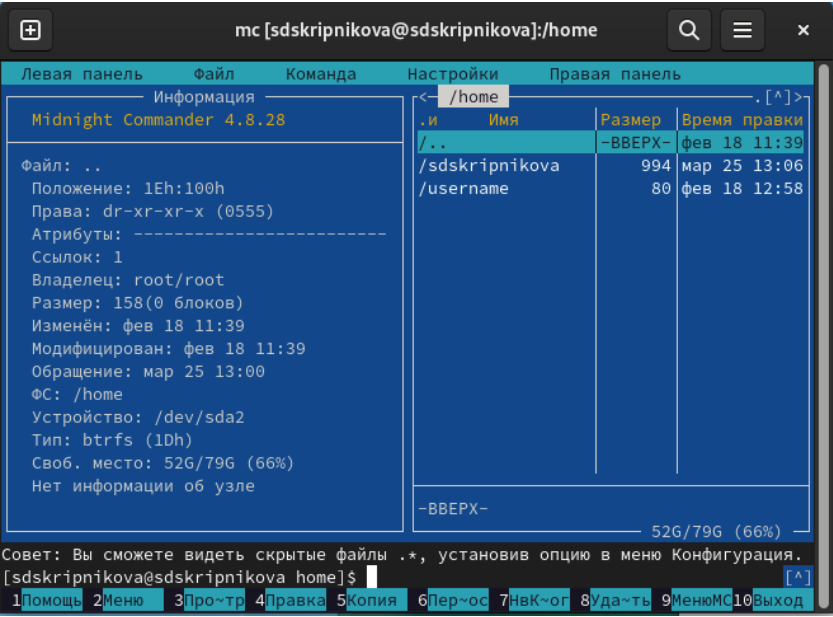 mc [sdskripnikova@sdskripnikova]:/home
Левая панель Файл Команда Настройки Правая панель
Информация
Midnight Commander 4.8.28
Файл: ..
Положение: 1Eh:100h
Права: dr-xr-xr-x (0555)
Атрибуты: -------------------------
Ссылок: 1
Владелец: root/root
Размер: 158(0 блоков)
Изменён: фев 18 11:39
Модифицирован: фев 18 11:39
Обращение: мар 25 13:00
ФС: /home
Устройство: /dev/sda2
Тип: btrfs (1Dh)
Своб. место: 52G/79G (66%)
Нет информации об узле
<— /home .[^]>
.и Имя Размер Время правки
/.. -ВВЕРХ- фев 18 11:39
/sdskripnikova 994 мар 25 13:06
/username 80 фев 18 12:58
-ВВЕРХ-
52G/79G (66%)
Совет: Вы сможете видеть скрытые файлы .*, установив опцию в меню Конфигурация.
[sdskripnikova@sdskripnikova home]$ [^]
1Помощь 2Меню 3Про~тр 4Правка 5Копия 6Пер~ос 7НвК~ог 8Уда~ть 9МенюMC 10Выход